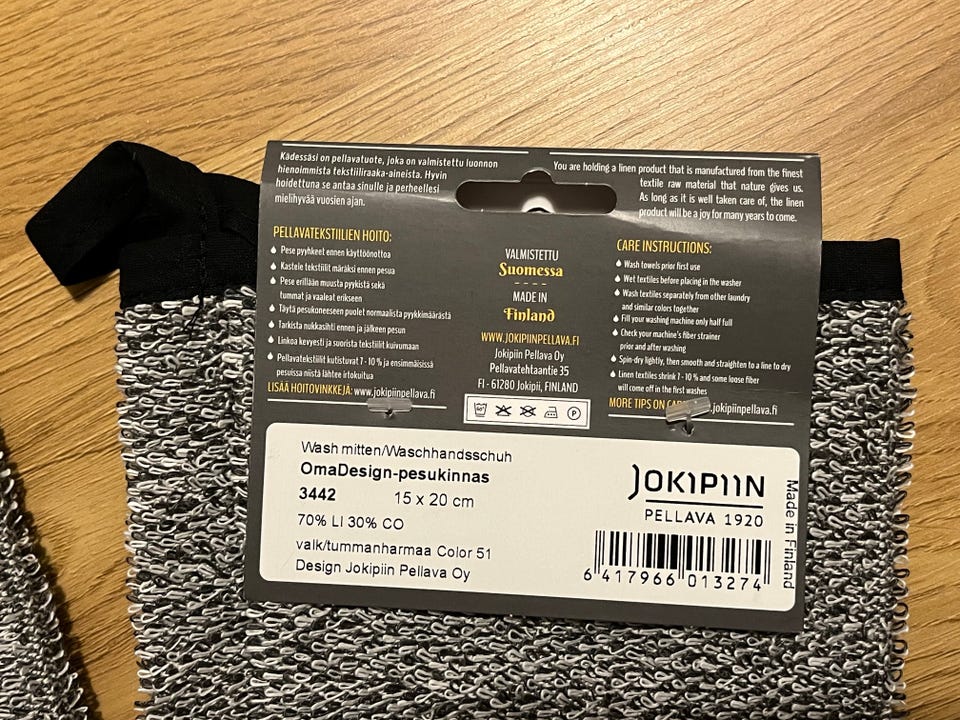 Kädessäsi on pellavatuote, joka on valmistettu luonnon
hienoimmista tekstiiliraaka-aineista. Hyvin
hoidettuna se antaa sinulle ja perheellesi
mielihyvää vuosien ajan.
PELLAVATEKSTIILIEN HOITO:
Pese pyyhkeet ennen käyttöönottoa
Kastele tekstiilit märäksi ennen pesua
Pese erillään muusta pyykistä sekä
tummat ja vaaleat erikseen
Täytä pesukoneeseen puolet normaalista pyykkimäärästä
Tarkista nukkasihti ennen ja jälkeen pesun
Linkoa kevyesti ja suorista tekstiilit kuivumaan
Pellavatekstiilit kutistuvat 7 - 10 % ensimmäisissä
pesuissa niistä lähtee irtokuitua
LISÄÄ HOITOVINKKEJÄ: www.jokipiinpellava.fi
VALMISTETTU
Suomessa
MADE IN
Finland
WWW.JOKIPIINPELLAVA.FI
Jokipiin Pellava Oy
Pellavatehtaantie 35
FI - 61280 Jokipii, FINLAND
P
You are holding a linen product that is manufactured from the finest
textile raw material that nature gives us.
As long as it is well taken care of, the linen
product will be a joy for many years to come.
CARE INSTRUCTIONS:
Wash towels prior first use
Wet textiles before placing in the washer
Wash textiles separately from other laundry
and similar colors together
Fill your washing machine only half full
Check your machine's fiber strainer
prior and after washing
Spin-dry lightly, then smooth and straighten to a line to dry
Linen textiles shrink 7 - 10 % and some loose fiber
will come off in the first washes
MORE TIPS ON jokipiinpellava.fi
Wash mitten/Waschhandsschuh
OmaDesign-pesukinnas
3442 15 x 20 cm
70% LI 30% CO
valk/tummanharmaa Color 51
Design Jokipiin Pellava Oy
JOKIPIIN
PELLAVA 1920
6 417966 013274
Made in Finland